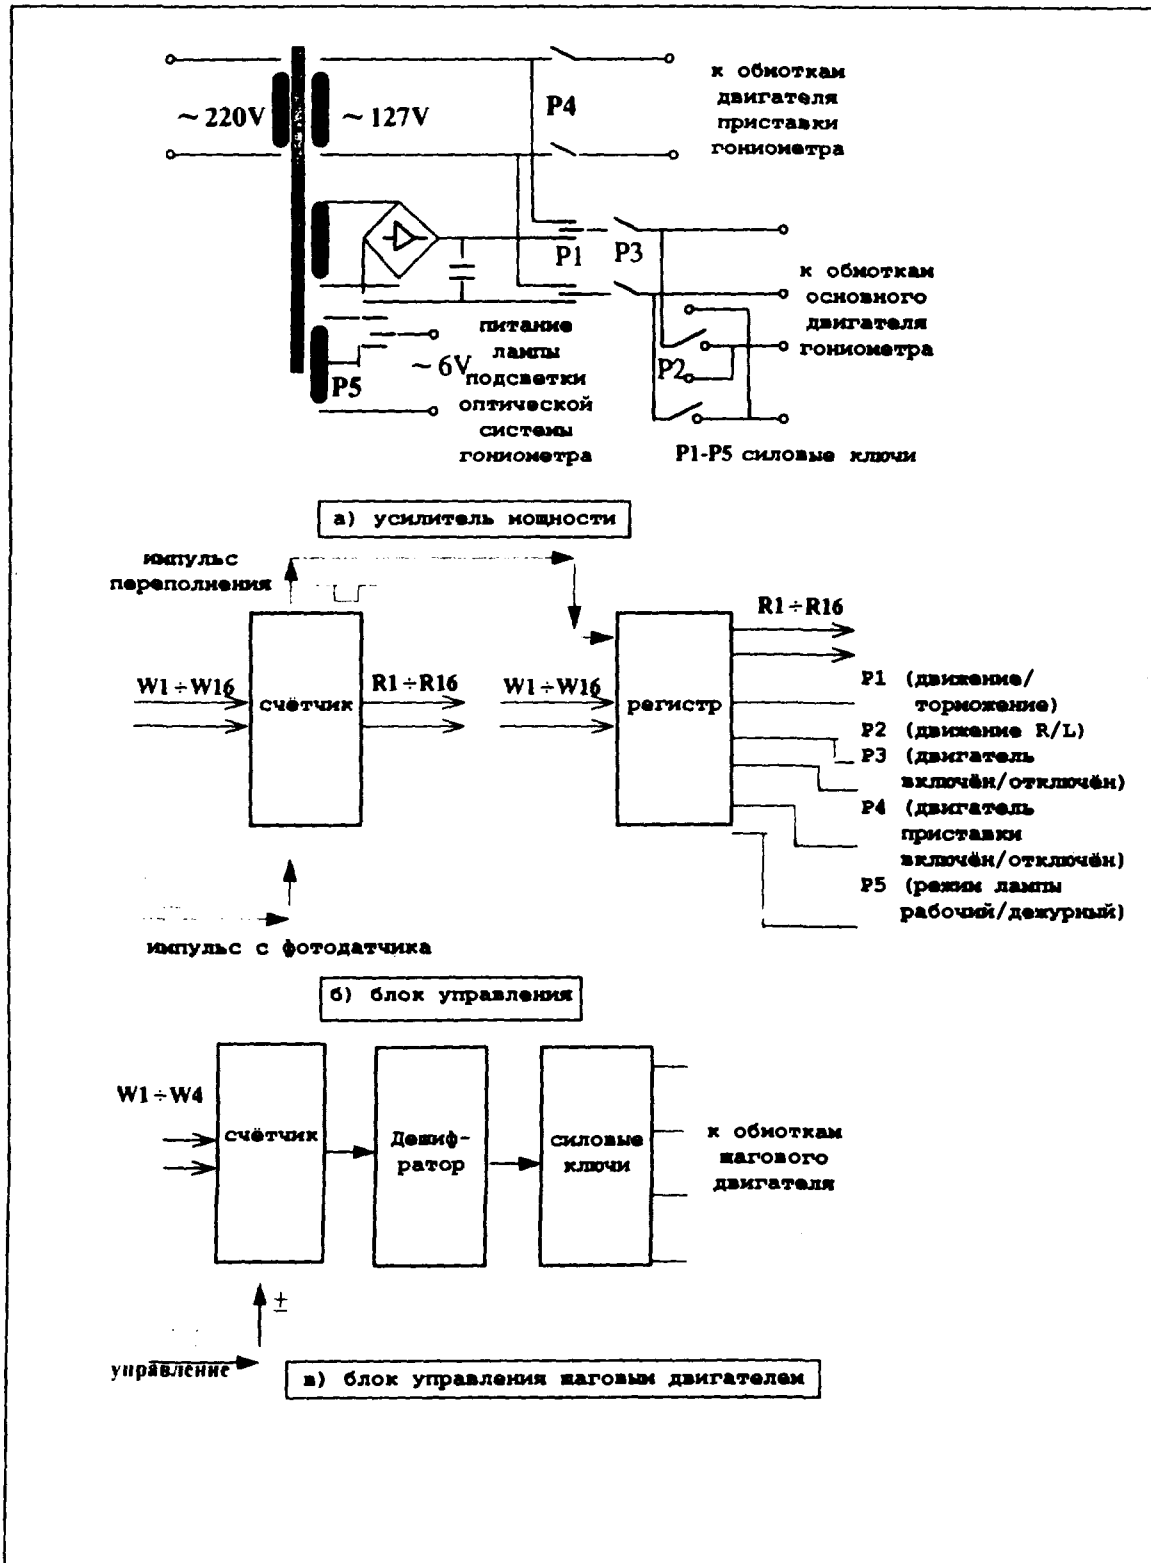 ~ 220V
~ 127V
P4
к обмоткам
двигателя
приставки
гониометра
P1
P3
к обмоткам
основного
двигателя
гониометра
P5
~ 6V
питание
лампы
подсветки
оптической
системы
гониометра
P2
P1-P5 силовые ключи
а) усилитель мощности
импульс
переполнения
W1÷W16
счётчик
R1÷R16
W1÷W16
регистр
R1÷R16
P1 (движение/
торможение)
P2 (движение R/L)
P3 (двигатель
включён/отключён)
P4 (двигатель
приставки
включён/отключён)
P5 (режим лампы
рабочий/дежурный)
импульс с фотодатчика
б) блок управления
W1÷W4
счётчик
Дешиф-
ратор
силовые
ключи
к обмоткам
шагового
двигателя
±
управление
в) блок управления шаговым двигателем